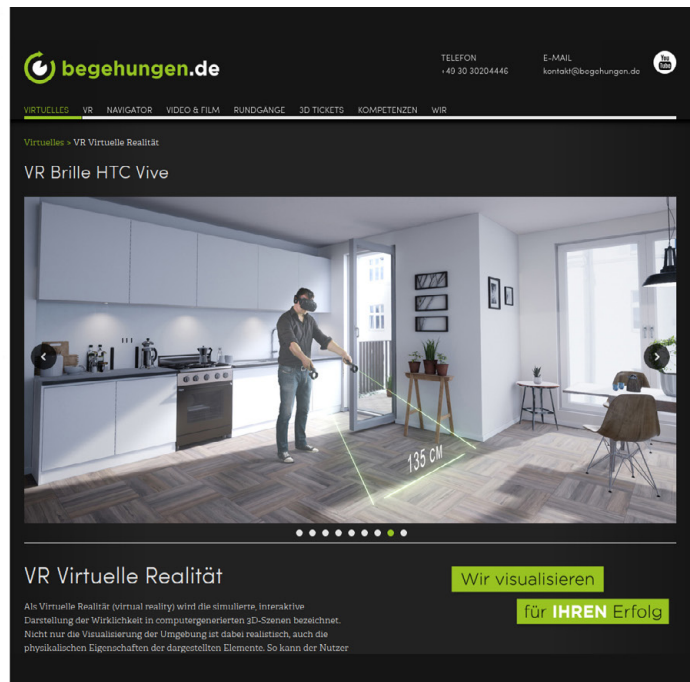 begehungen.de
TELEFON
+49 30 30204446
E-MAIL
kontakt@begehungen.de
You
Tube
VIRTUELLES VR NAVIGATOR VIDEO & FILM RUNDGÄNGE 3D TICKETS KOMPETENZEN WIR
Virtuelles > VR Virtuelle Realität
VR Brille HTC Vive
135 CM
VR Virtuelle Realität
Als Virtuelle Realität (virtual reality) wird die simulierte, interaktive
Darstellung der Wirklichkeit in computergenerierten 3D-Szenen bezeichnet.
Nicht nur die Visualisierung der Umgebung ist dabei realistisch, auch die
physikalischen Eigenschaften der dargestellten Elemente. So kann der Nutzer
Wir visualisieren
für IHREN Erfolg